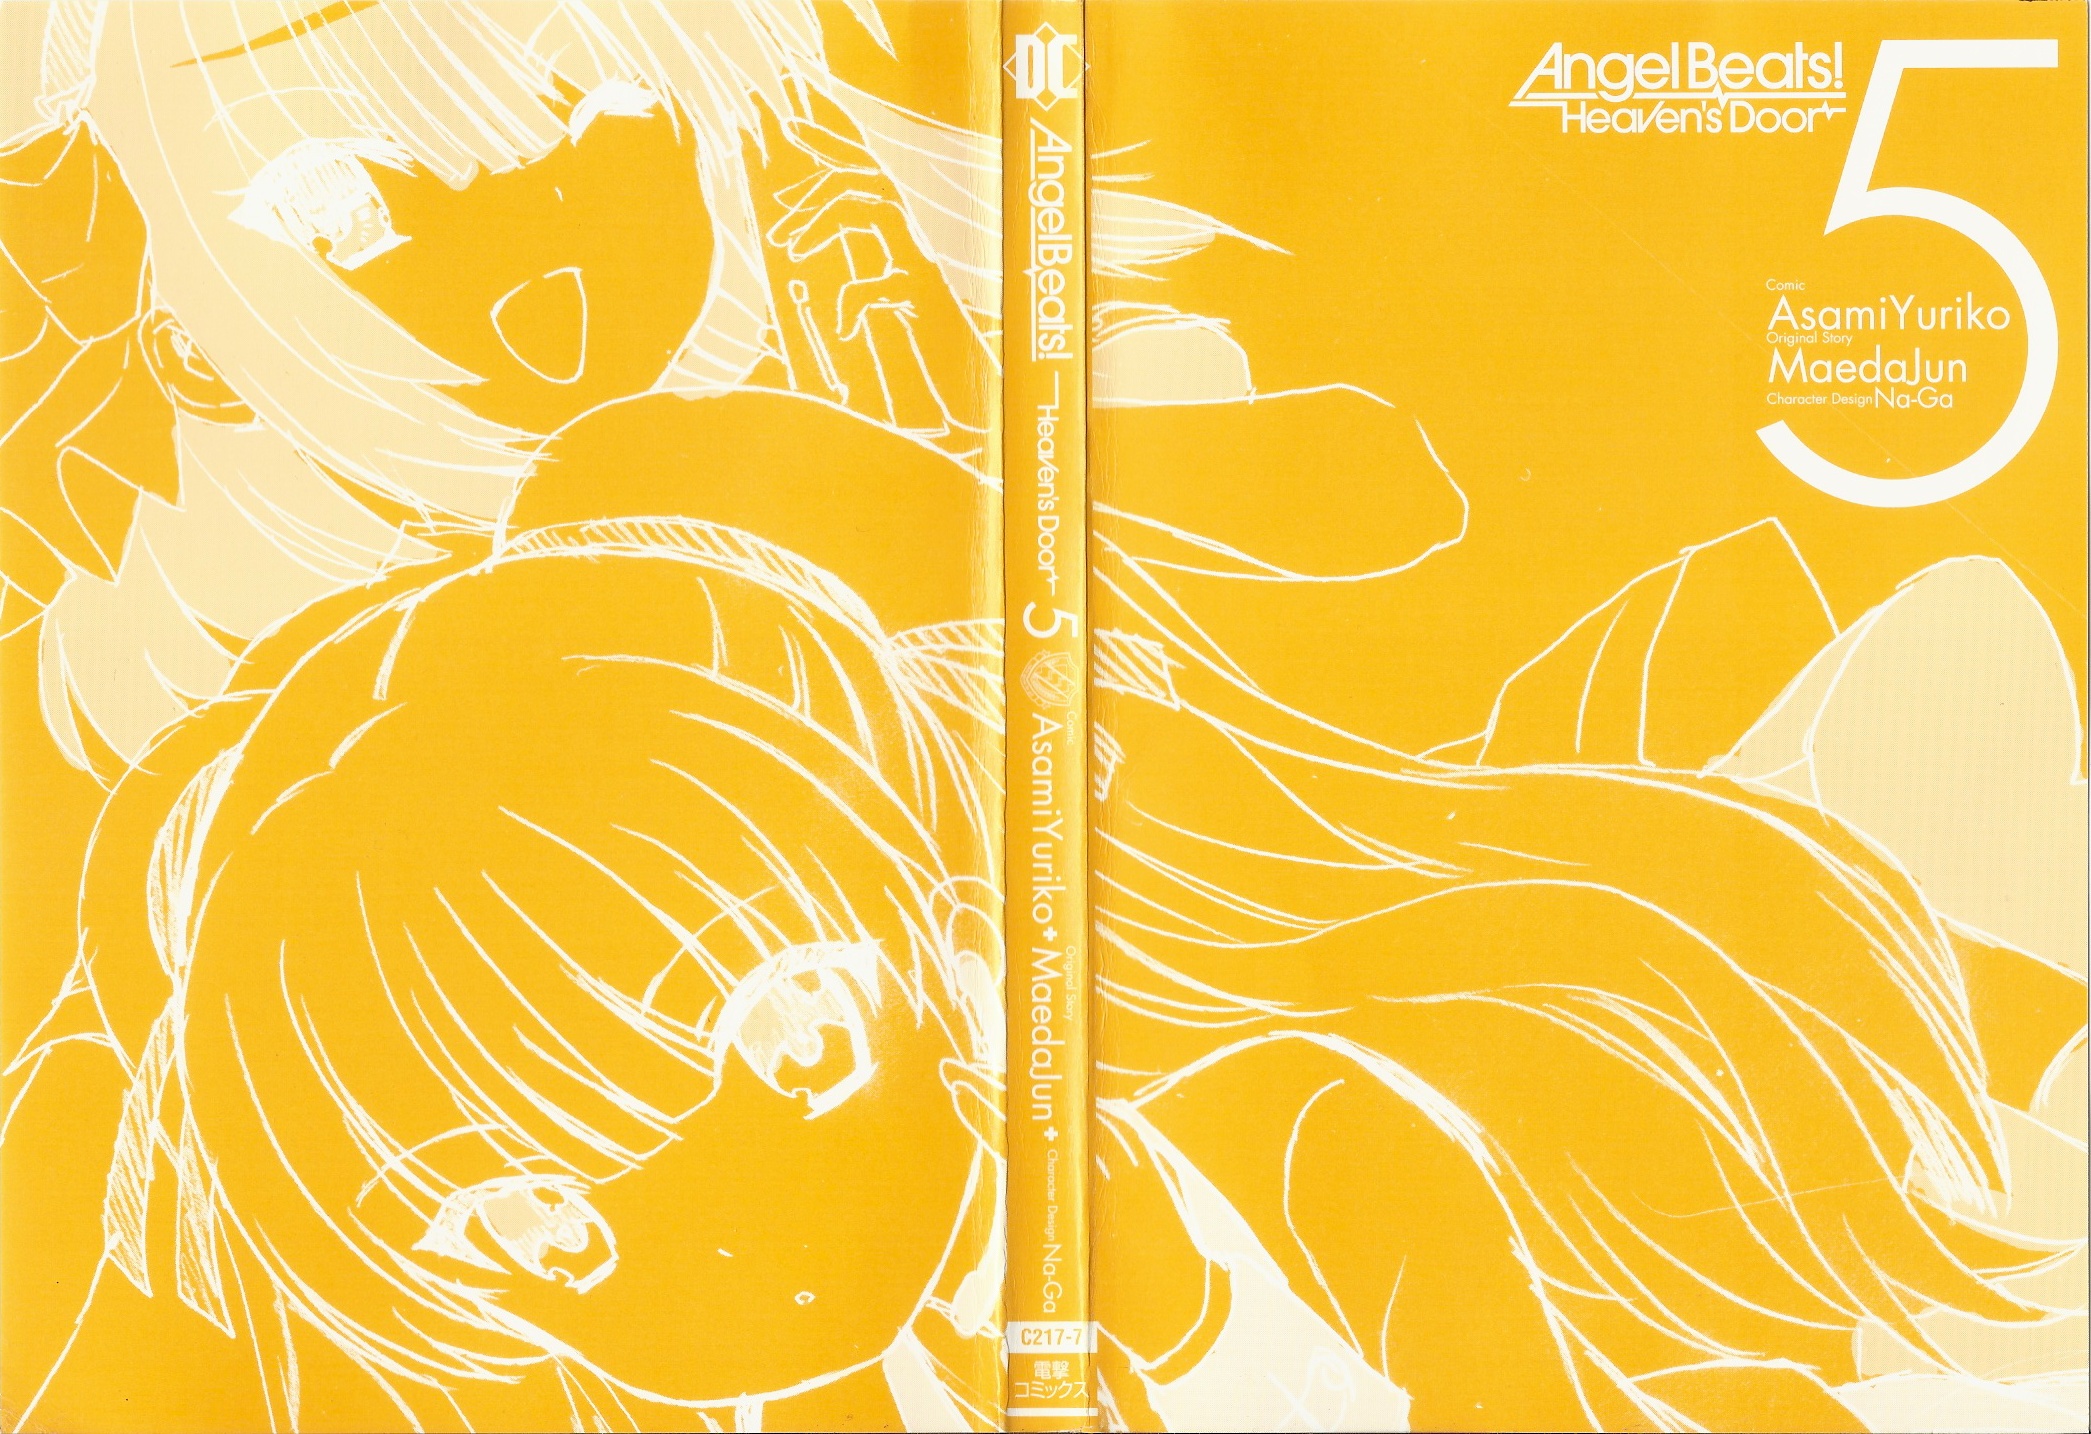 Angel Beats!
Heaven's Door
5
Comic
AsamiYuriko
Original Story
MaedaJun
Character Design Na-Ga
DC
Angel Beats!
Heaven's Door
5
Comic
AsamiYuriko+
Original Story
MaedaJun+
Character Design Na-Ga
C217-7
電撃
コミックス